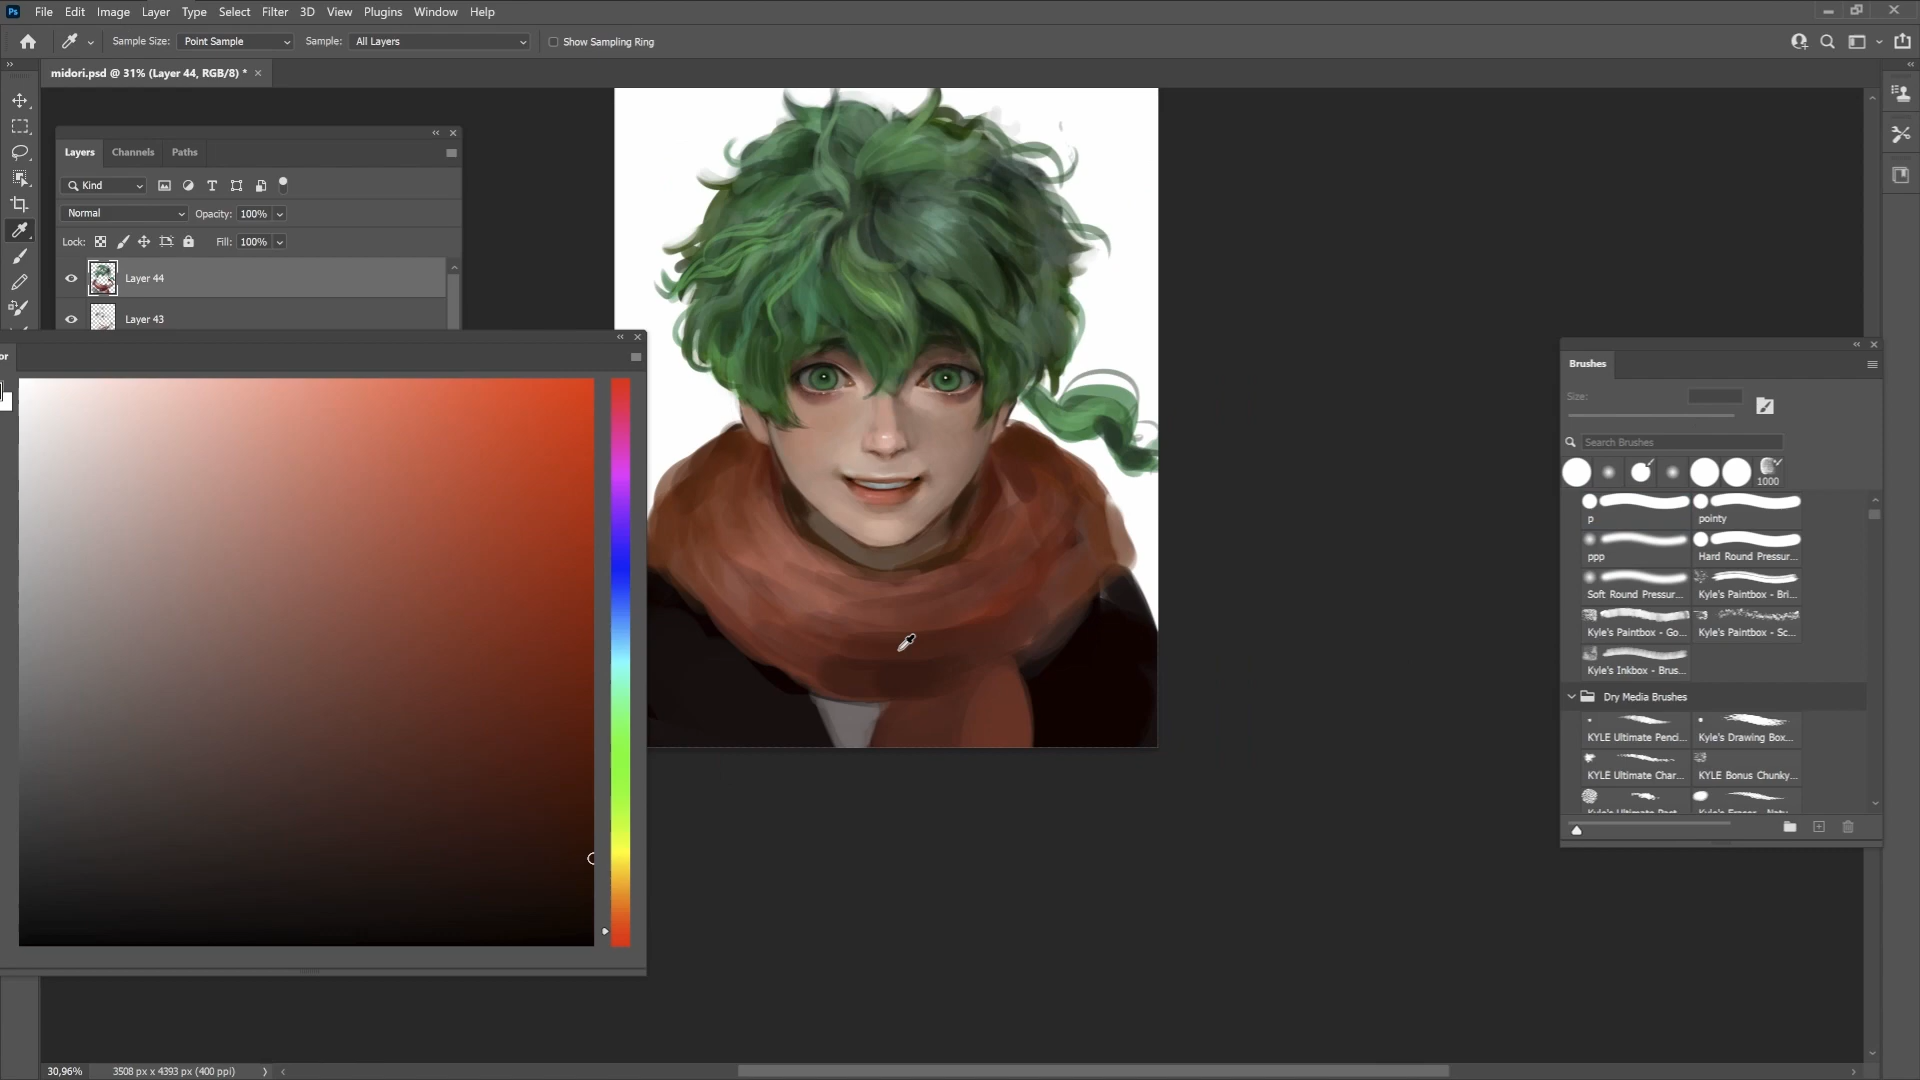 Ps File Edit Image Layer Type Select Filter 3D View Plugins Window Help
Sample Size: Point Sample Sample: All Layers Show Sampling Ring
midori.psd @ 31% (Layer 44, RGB/8) *
Layers Channels Paths
Kind
Normal Opacity: 100%
Lock: Fill: 100%
Layer 44
Layer 43
or
Brushes
Size:
Search Brushes
1000
p pointy
ppp Hard Round Pressur...
Soft Round Pressur... Kyle's Paintbox - Bri...
Kyle's Paintbox - Go... Kyle's Paintbox - Sc...
Kyle's Inkbox - Brus...
Dry Media Brushes
KYLE Ultimate Penci... Kyle's Drawing Box...
KYLE Ultimate Char... KYLE Bonus Chunky...
30,96% 3508 px x 4393 px (400 ppi)